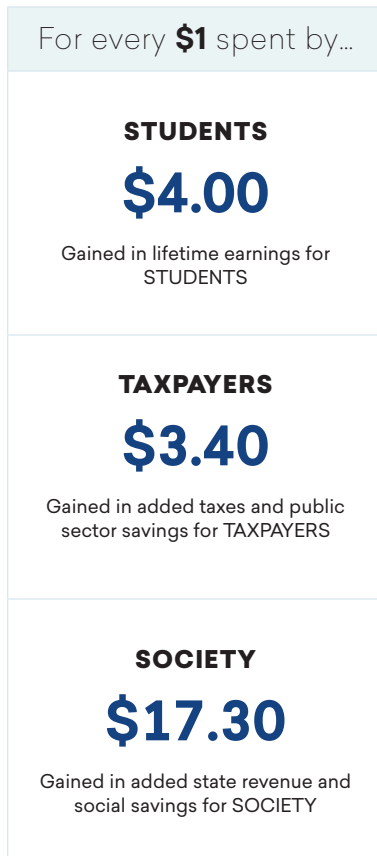 For every $1 spent by...
STUDENTS
$4.00
Gained in lifetime earnings for
STUDENTS
TAXPAYERS
$3.40
Gained in added taxes and public
sector savings for TAXPAYERS
SOCIETY
$17.30
Gained in added state revenue and
social savings for SOCIETY